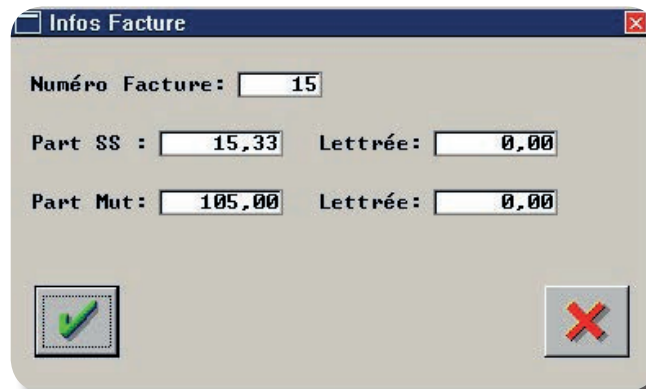 Infos Facture
Numéro Facture: 15
Part SS : 15,33 Lettrée: 0,00
Part Mut: 105,00 Lettrée: 0,00